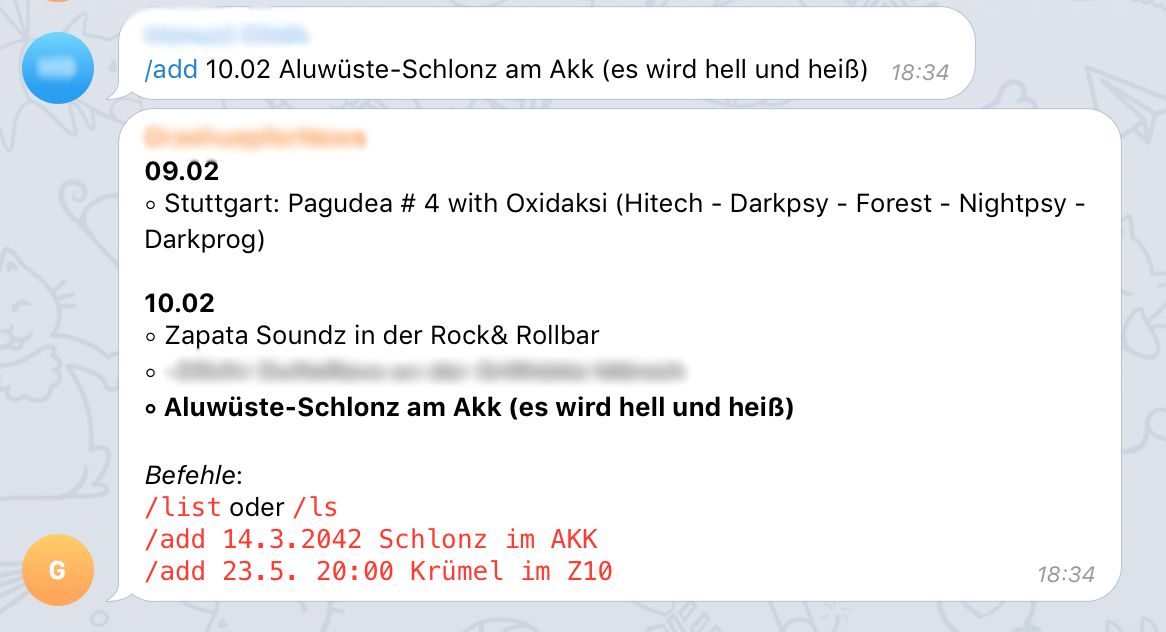 /add 10.02 Aluwüste-Schlonz am Akk (es wird hell und heiß) 18:34
09.02
∘ Stuttgart: Pagudea # 4 with Oxidaksi (Hitech - Darkpsy - Forest - Nightpsy -
Darkprog)
10.02
∘ Zapata Soundz in der Rock& Rollbar
∘
∘ Aluwüste-Schlonz am Akk (es wird hell und heiß)
Befehle:
/list oder /ls
/add 14.3.2042 Schlonz im AKK
/add 23.5. 20:00 Krümel im Z10
G
18:34